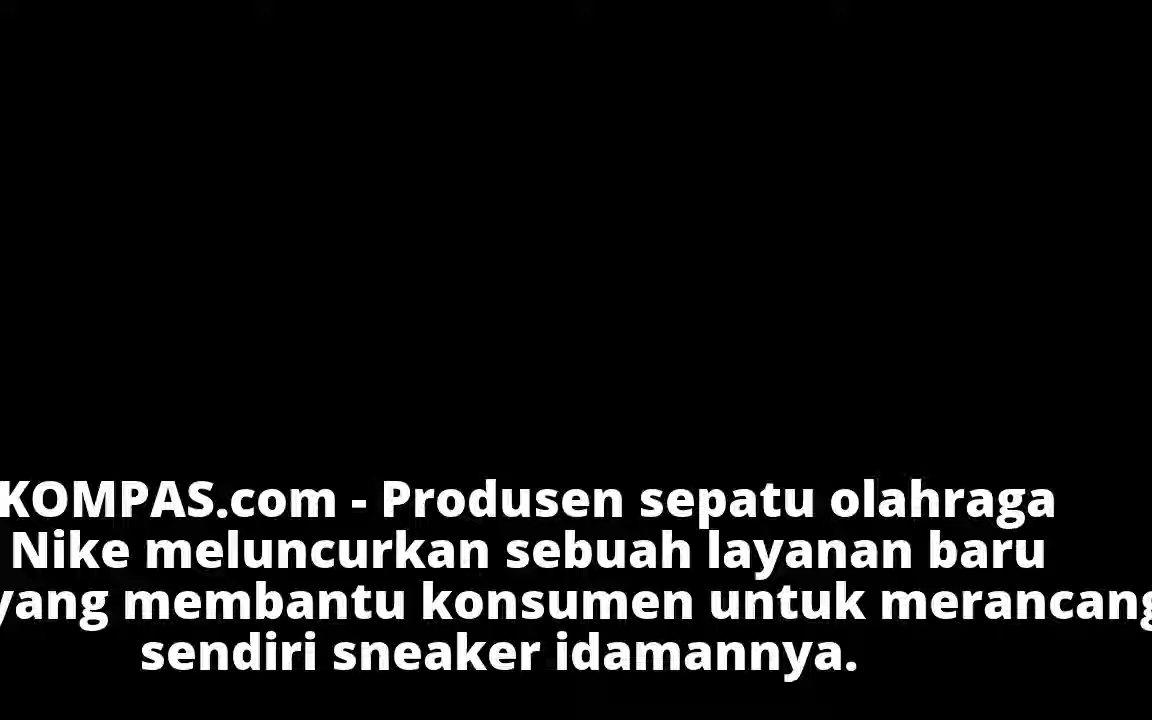 KOMPAS.com - Produsen sepatu olahraga
Nike meluncurkan sebuah layanan baru
yang membantu konsumen untuk merancang
sendiri sneaker idamannya.